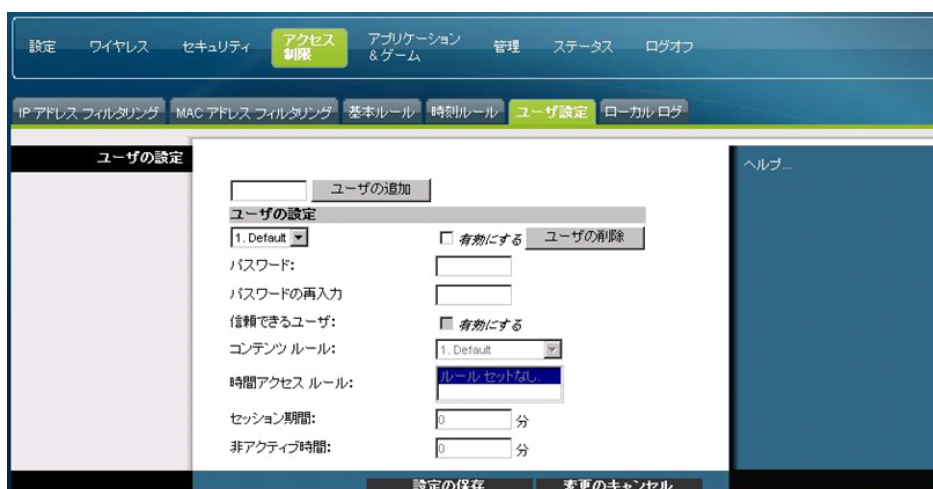 設定 ワイヤレス セキュリティ アクセス制限 アプリケーション&ゲーム 管理 ステータス ログオフ
IP アドレス フィルタリング MAC アドレス フィルタリング 基本ルール 時刻ルール ユーザ設定 ローカル ログ
ユーザの設定
ヘルプ...
ユーザの追加
ユーザの設定
1. Default 有効にする ユーザの削除
パスワード:
パスワードの再入力
信頼できるユーザ: 有効にする
コンテンツ ルール: 1. Default
時間アクセス ルール: ルール セットなし.
セッション期間: 0 分
非アクティブ時間: 0 分
設定の保存 変更のキャンセル